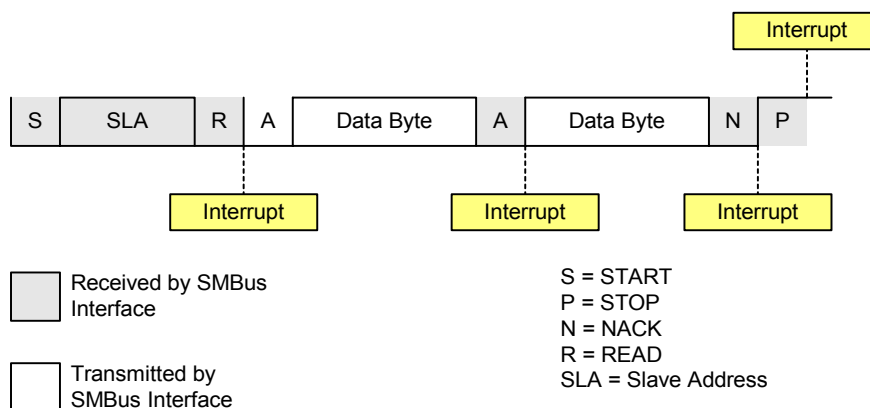 Interrupt
S SLA R A Data Byte A Data Byte N P
Interrupt Interrupt Interrupt
Received by SMBus
Interface
Transmitted by
SMBus Interface
S = START
P = STOP
N = NACK
R = READ
SLA = Slave Address